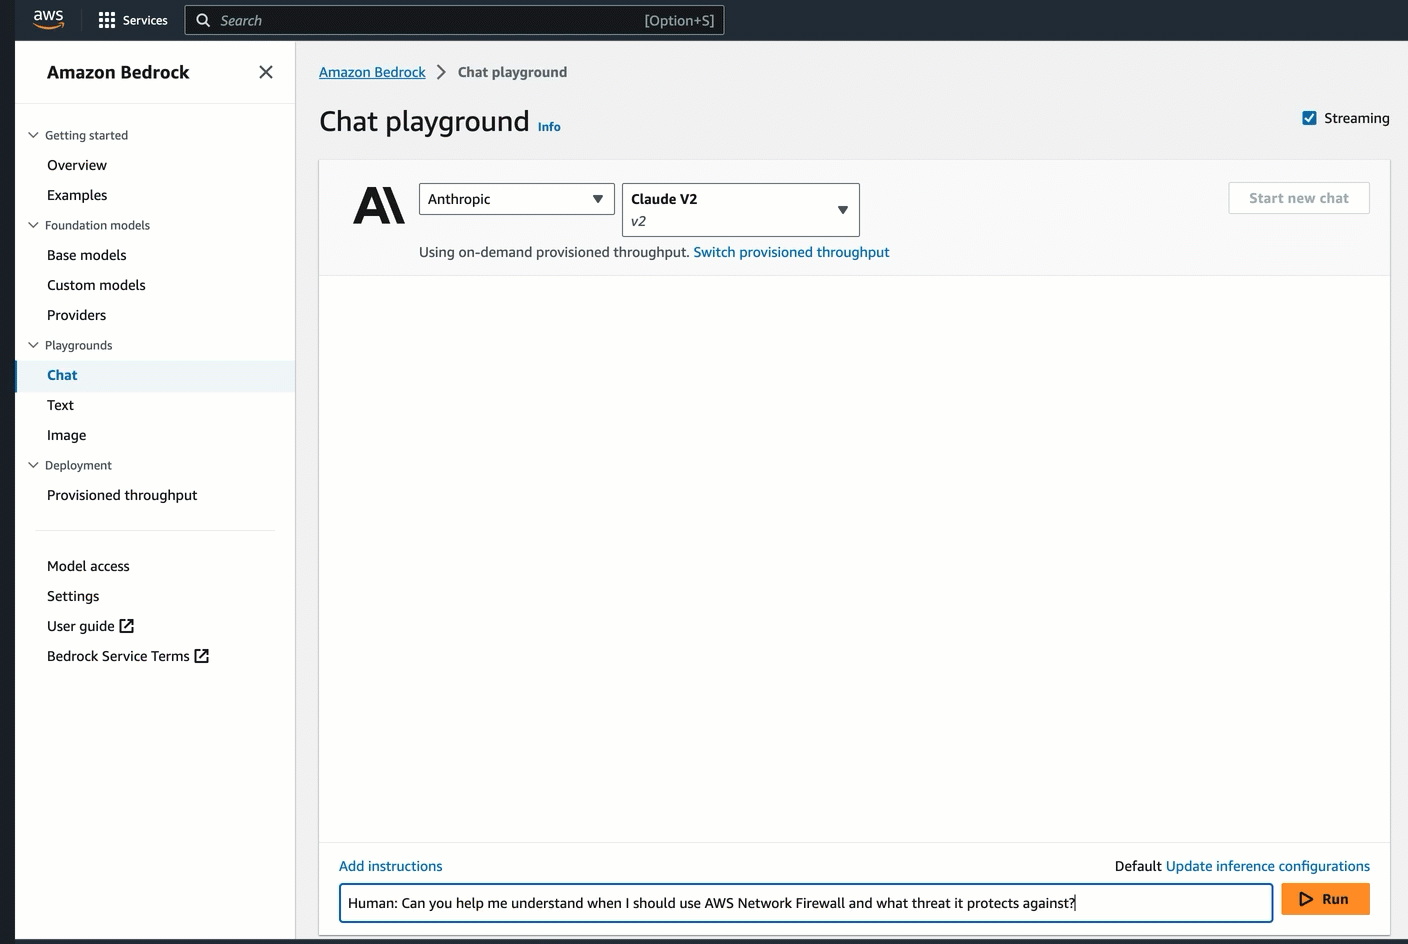 aws
Services
Search
[Option+S]
Amazon Bedrock
Getting started
Overview
Examples
Foundation models
Base models
Custom models
Providers
Playgrounds
Chat
Text
Image
Deployment
Provisioned throughput
Model access
Settings
User guide
Bedrock Service Terms
Amazon Bedrock
Chat playground
Chat playground Info
Streaming
Anthropic
Claude V2
v2
Start new chat
Using on-demand provisioned throughput. Switch provisioned throughput
Add instructions
Default Update inference configurations
Human: Can you help me understand when I should use AWS Network Firewall and what threat it protects against?
Run